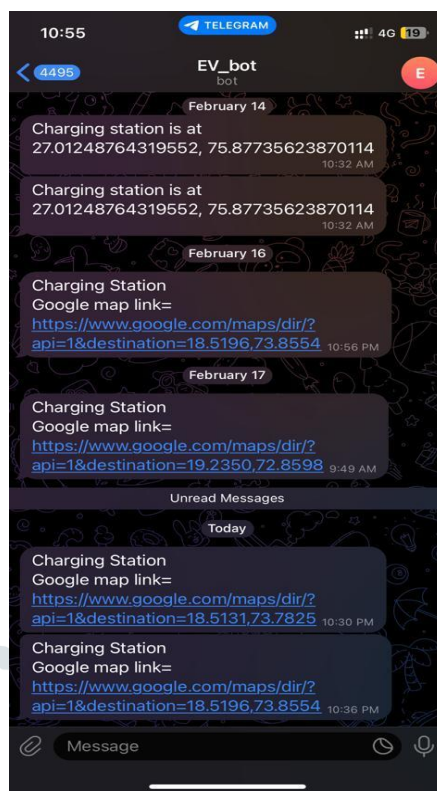 10:55
TELEGRAM
4G 19
4495
EV_bot
bot
E
February 14
Charging station is at
27.01248764319552, 75.87735623870114
10:32 AM
Charging station is at
27.01248764319552, 75.87735623870114
10:32 AM
February 16
Charging Station
Google map link=
https://www.google.com/maps/dir/?
api=1&destination=18.5196,73.8554 10:56 PM
February 17
Charging Station
Google map link=
https://www.google.com/maps/dir/?
api=1&destination=19.2350,72.8598 9:49 AM
Unread Messages
Today
Charging Station
Google map link=
https://www.google.com/maps/dir/?
api=1&destination=18.5131,73.7825 10:30 PM
Charging Station
Google map link=
https://www.google.com/maps/dir/?
api=1&destination=18.5196,73.8554 10:36 PM
Message